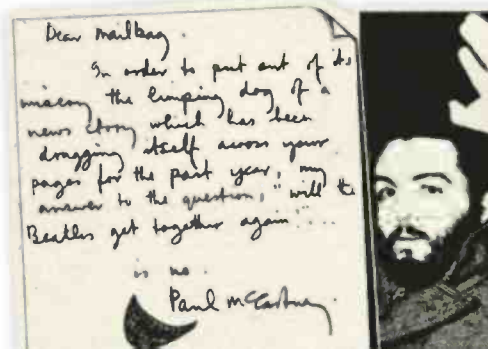 Dear Mailbag,
In order to put out of its
misery the limping dog of a
news story which has been
dragging itself across your
pages for the past year, my
answer to the question, "will the
Beatles get together again"...
is no.
Paul McCartney.